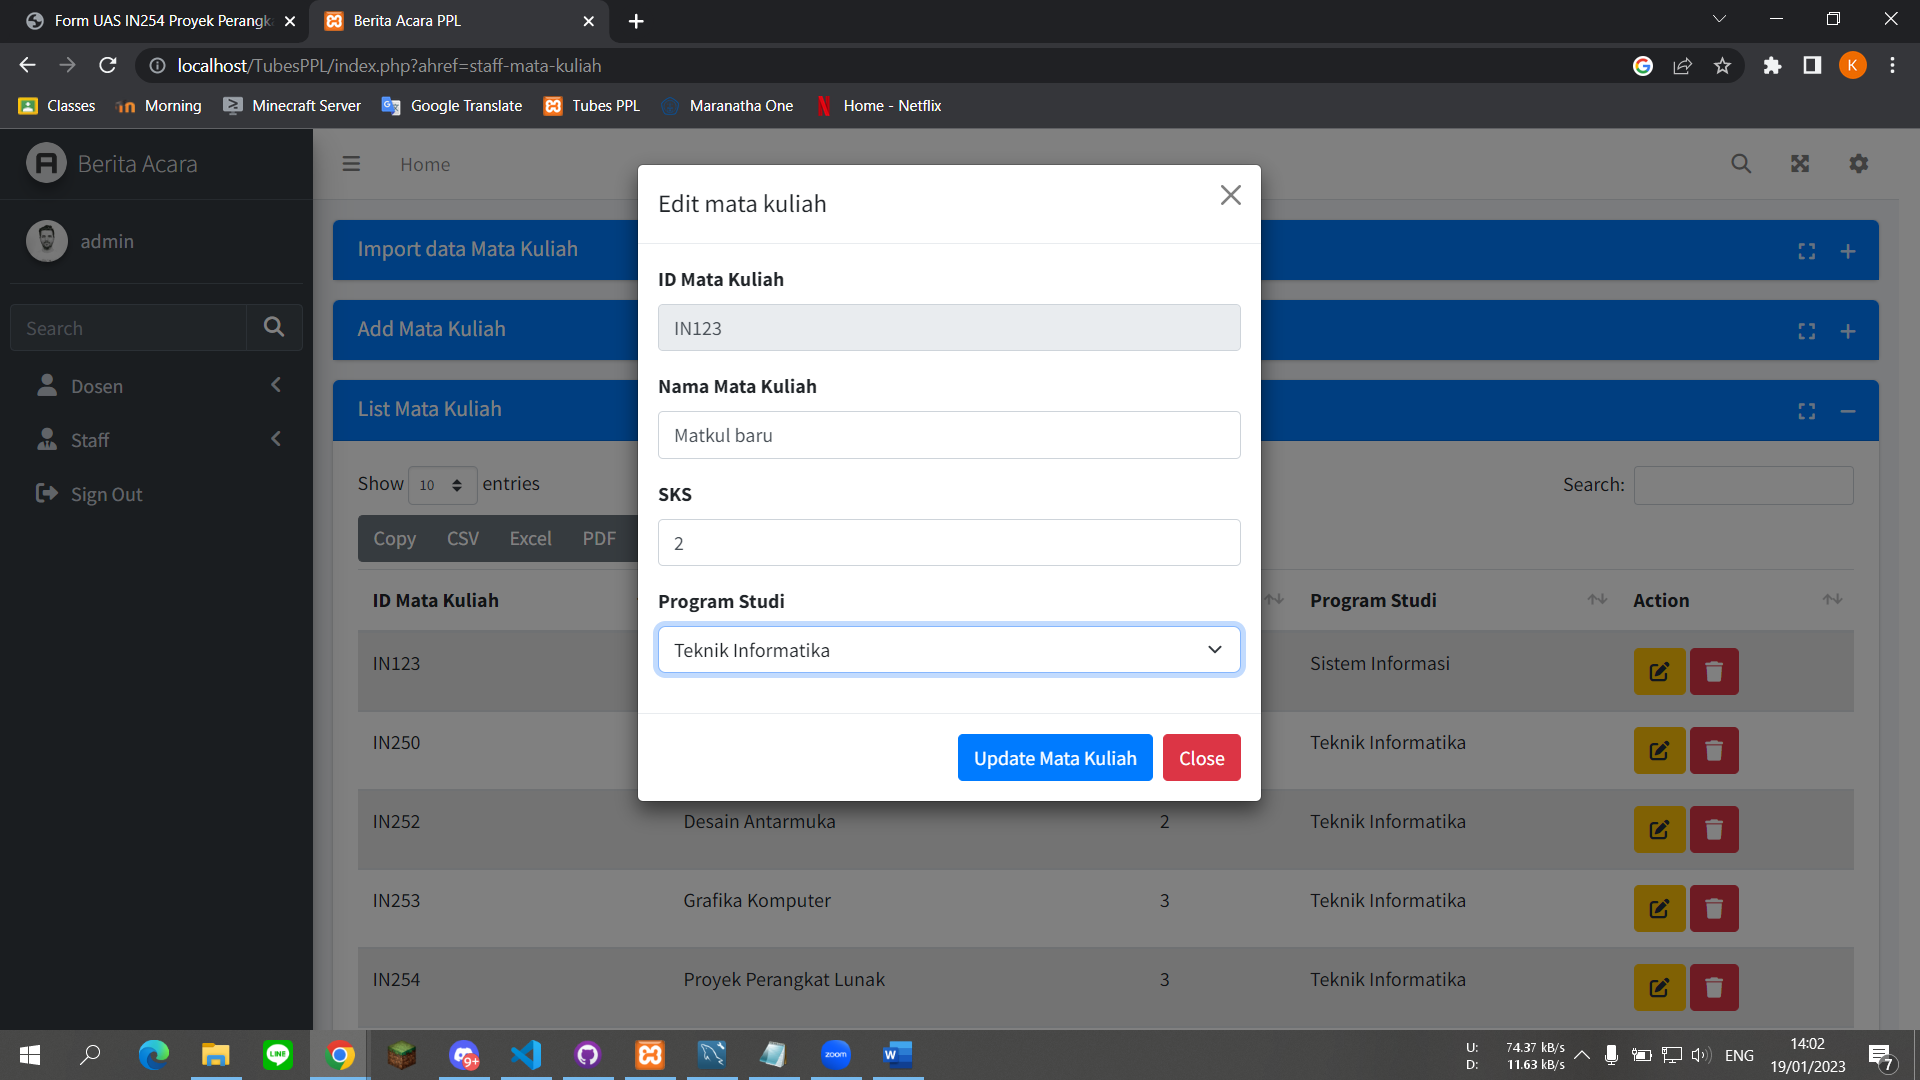 Form UAS IN254 Proyek Perangk
Berita Acara PPL
localhost/TubesPPL/index.php?ahref=staff-mata-kuliah
K
Classes
Morning
Minecraft Server
Google Translate
Tubes PPL
Maranatha One
Home - Netflix
Berita Acara
Home
admin
Search
Dosen
Staff
Sign Out
Import data Mata Kuliah
Add Mata Kuliah
List Mata Kuliah
Show 10 entries
Search:
Copy CSV Excel PDF
ID Mata Kuliah Program Studi Action
IN123 Sistem Informasi
IN250 Teknik Informatika
IN252 Desain Antarmuka 2 Teknik Informatika
IN253 Grafika Komputer 3 Teknik Informatika
IN254 Proyek Perangkat Lunak 3 Teknik Informatika
Edit mata kuliah
ID Mata Kuliah
IN123
Nama Mata Kuliah
Matkul baru
SKS
2
Program Studi
Teknik Informatika
Update Mata Kuliah
Close
LINE
9+
zoom
W
U: 74.37 kB/s
D: 11.63 kB/s
ENG
14:02
19/01/2023
7